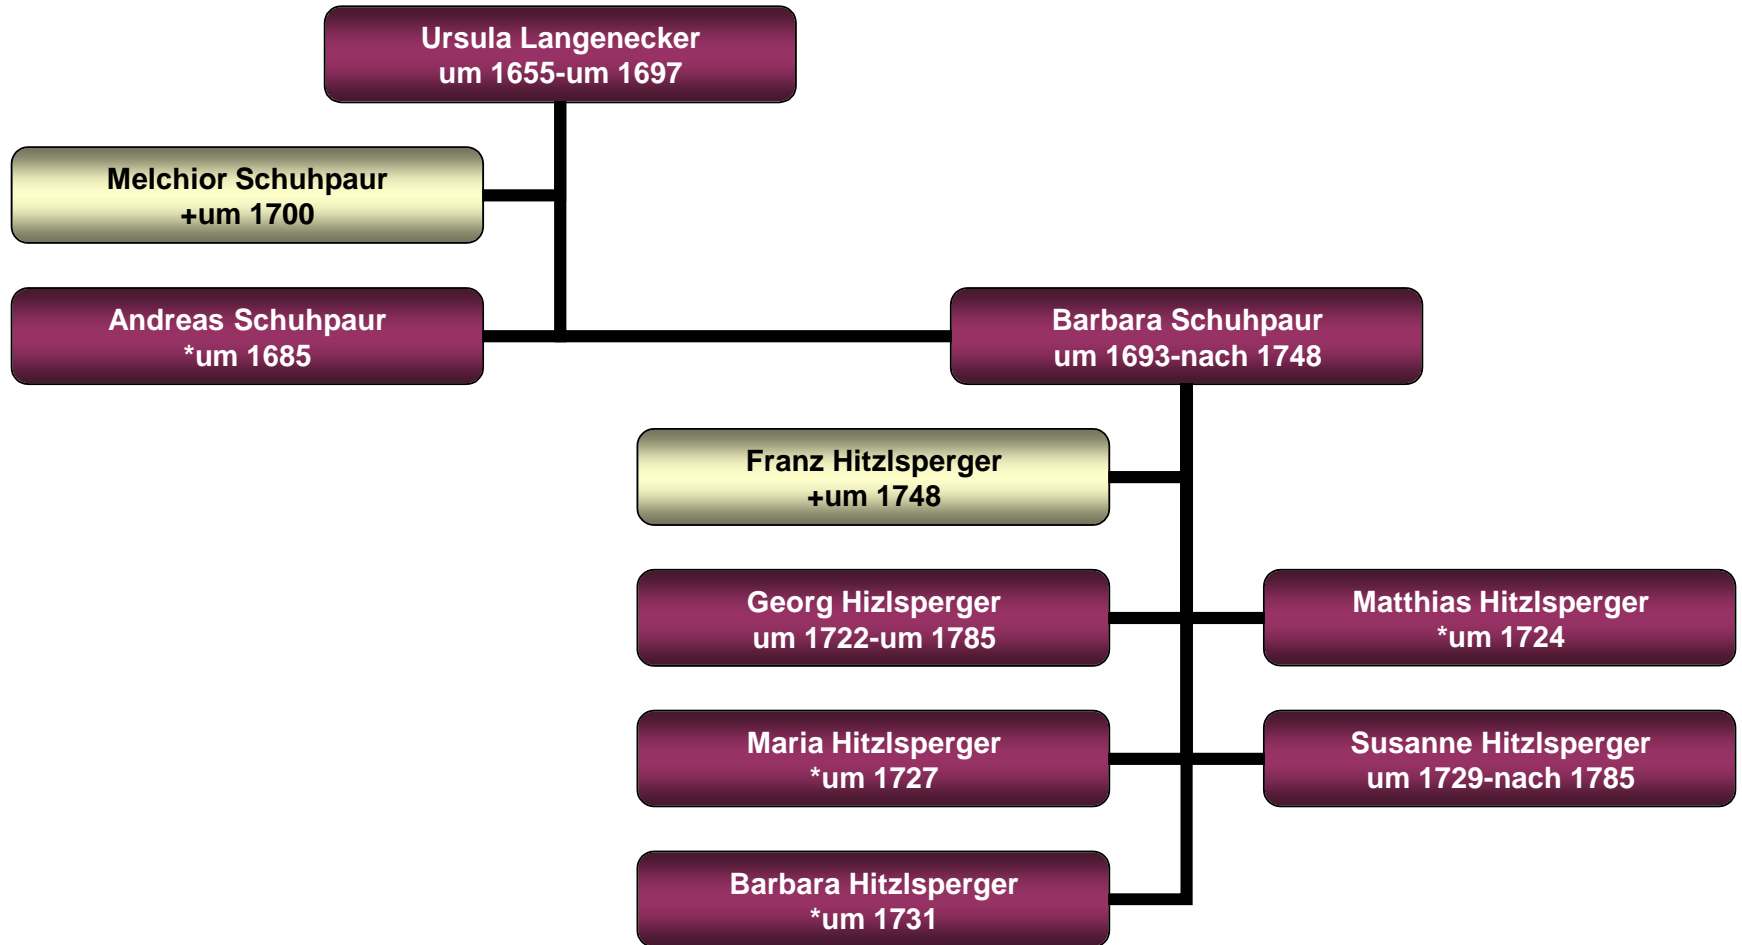 Ursula Langenecker
um 1655-um 1697
Melchior Schuhpaur
+um 1700
Andreas Schuhpaur
*um 1685
Barbara Schuhpaur
um 1693-nach 1748
Franz Hitzlsperger
+um 1748
Georg Hizlsperger
um 1722-um 1785
Matthias Hitzlsperger
*um 1724
Maria Hitzlsperger
*um 1727
Susanne Hitzlsperger
um 1729-nach 1785
Barbara Hitzlsperger
*um 1731